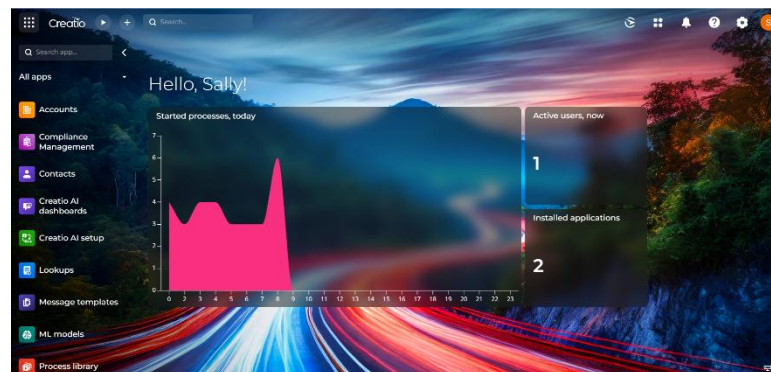 Creatio
Search...
S
Search app...
All apps
Hello, Sally!
Accounts
Compliance
Management
Contacts
Creatio AI
dashboards
Creatio AI setup
Lookups
Message templates
ML models
Process library
Started processes, today
7
6
5
4
3
2
1
0
0 2 3 4 5 6 7 8 9 10 11 12 13 14 15 16 17 18 19 20 21 22 23
Active users, now
1
Installed applications
2